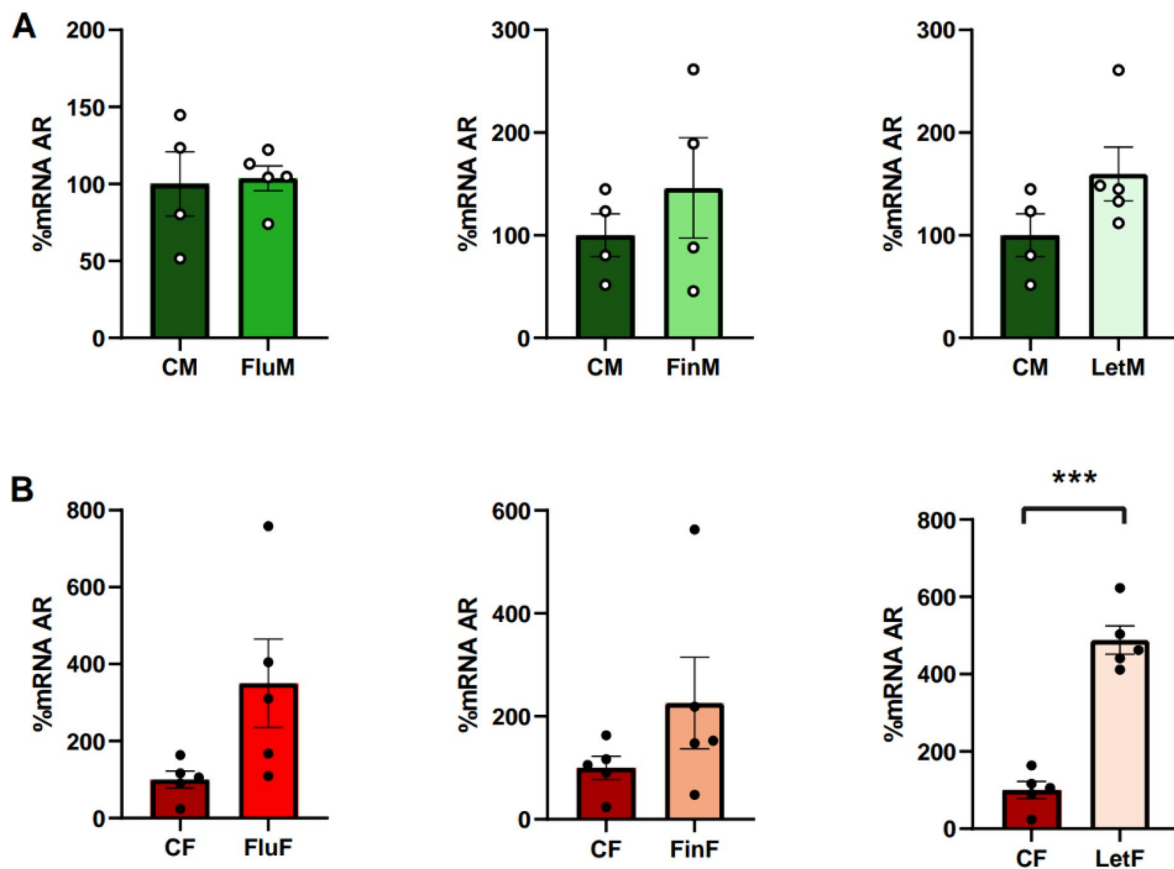 A
%mRNA AR
200
150
100
50
0
CM FluM
%mRNA AR
300
200
100
0
CM FinM
%mRNA AR
300
200
100
0
CM LetM
B
%mRNA AR
800
600
400
200
0
CF FluF
%mRNA AR
600
400
200
0
CF FinF
***
%mRNA AR
800
600
400
200
0
CF LetF